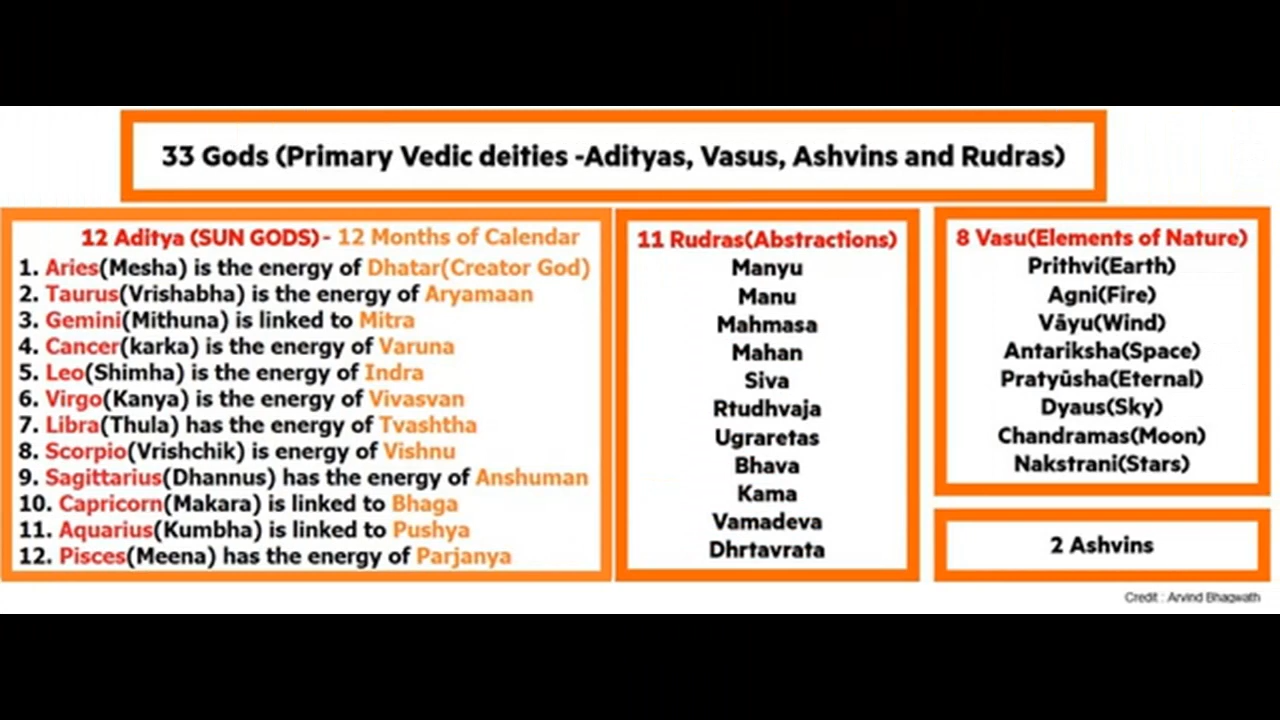 33 Gods (Primary Vedic deities -Adityas, Vasus, Ashvins and Rudras)
12 Aditya (SUN GODS) - 12 Months of Calendar
1. Aries(Mesha) is the energy of Dhatar(Creator God)
2. Taurus(Vrishabha) is the energy of Aryamaan
3. Gemini(Mithuna) is linked to Mitra
4. Cancer(karka) is the energy of Varuna
5. Leo(Shimha) is the energy of Indra
6. Virgo(Kanya) is the energy of Vivasvan
7. Libra(Thula) has the energy of Tvashtha
8. Scorpio(Vrishchik) is energy of Vishnu
9. Sagittarius(Dhannus) has the energy of Anshuman
10. Capricorn(Makara) is linked to Bhaga
11. Aquarius(Kumbha) is linked to Pushya
12. Pisces(Meena) has the energy of Parjanya
11 Rudras(Abstractions)
Manyu
Manu
Mahmasa
Mahan
Siva
Rtudhvaja
Ugraretas
Bhava
Kama
Vamadeva
Dhrtavrata
8 Vasu(Elements of Nature)
Prithvi(Earth)
Agni(Fire)
Vāyu(Wind)
Antariksha(Space)
Pratyūsha(Eternal)
Dyaus(Sky)
Chandramas(Moon)
Nakstrani(Stars)
2 Ashvins
Credit : Arvind Bhagwath